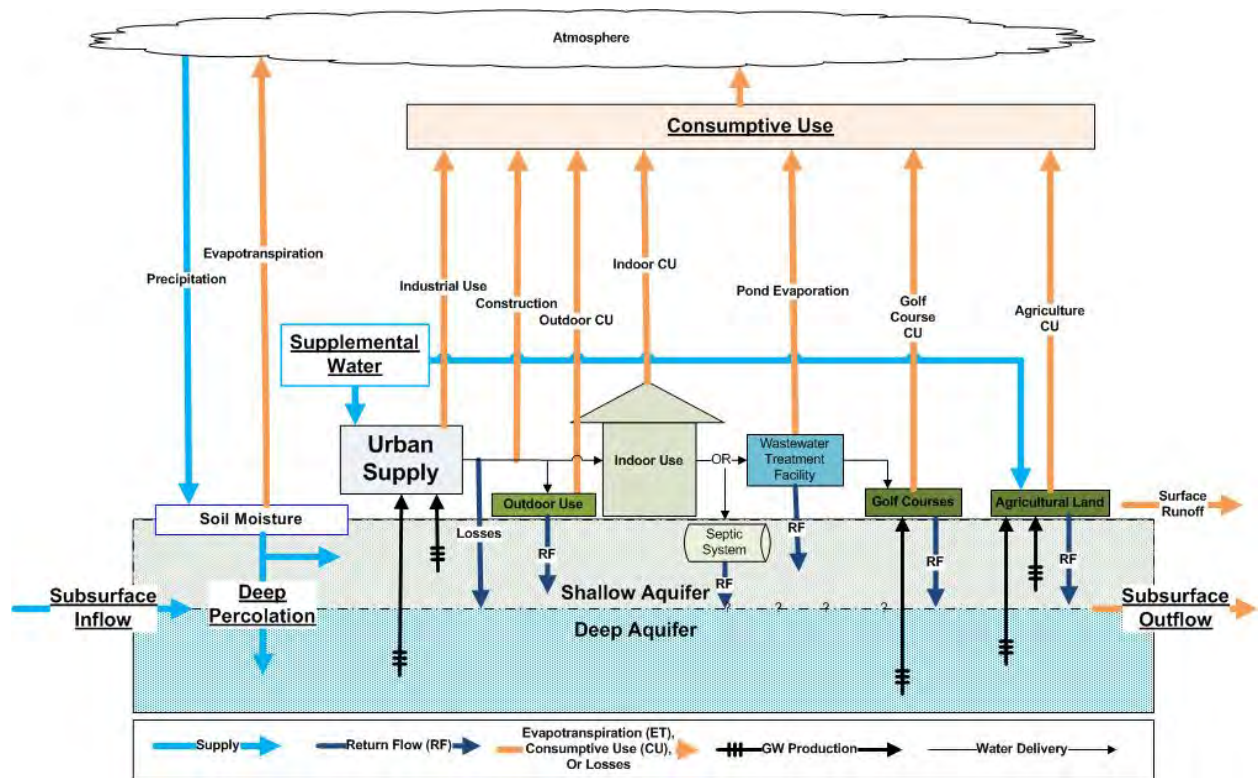 Atmosphere
Consumptive Use
Evapotranspiration
Precipitation
Industrial Use
Construction
Outdoor CU
Indoor CU
Pond Evaporation
Golf
Course
CU
Agriculture
CU
Supplemental
Water
Urban
Supply
Indoor Use
OR
Wastewater
Treatment
Facility
Outdoor Use
Golf Courses
Agricultural Land
Surface
Runoff
Soil Moisture
Losses
RF
Septic
System
RF
RF
RF
RF
Shallow Aquifer
Subsurface
Inflow
Deep
Percolation
? ? ? ?
Deep Aquifer
Subsurface
Outflow
Supply
Return Flow (RF)
Evapotranspiration (ET),
Consumptive Use (CU),
Or Losses
GW Production
Water Delivery